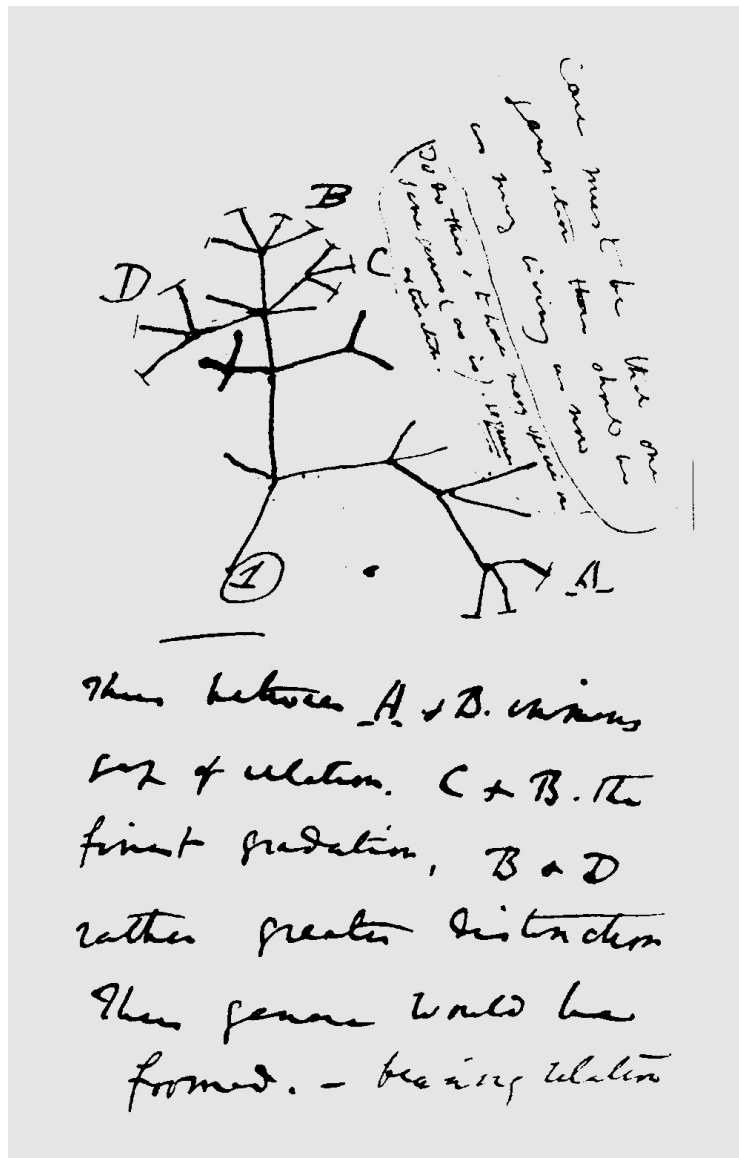 Case must be that one
generation then should be
as many living as now
To do this & to have many species in
same genus (as is). requires
extinction.
B
C
D
A
1
Thus between A & B. immense
gap of relation. C & B. the
finest gradation, B & D
rather greater distinction
Thus genera would be
formed. — bearing relation